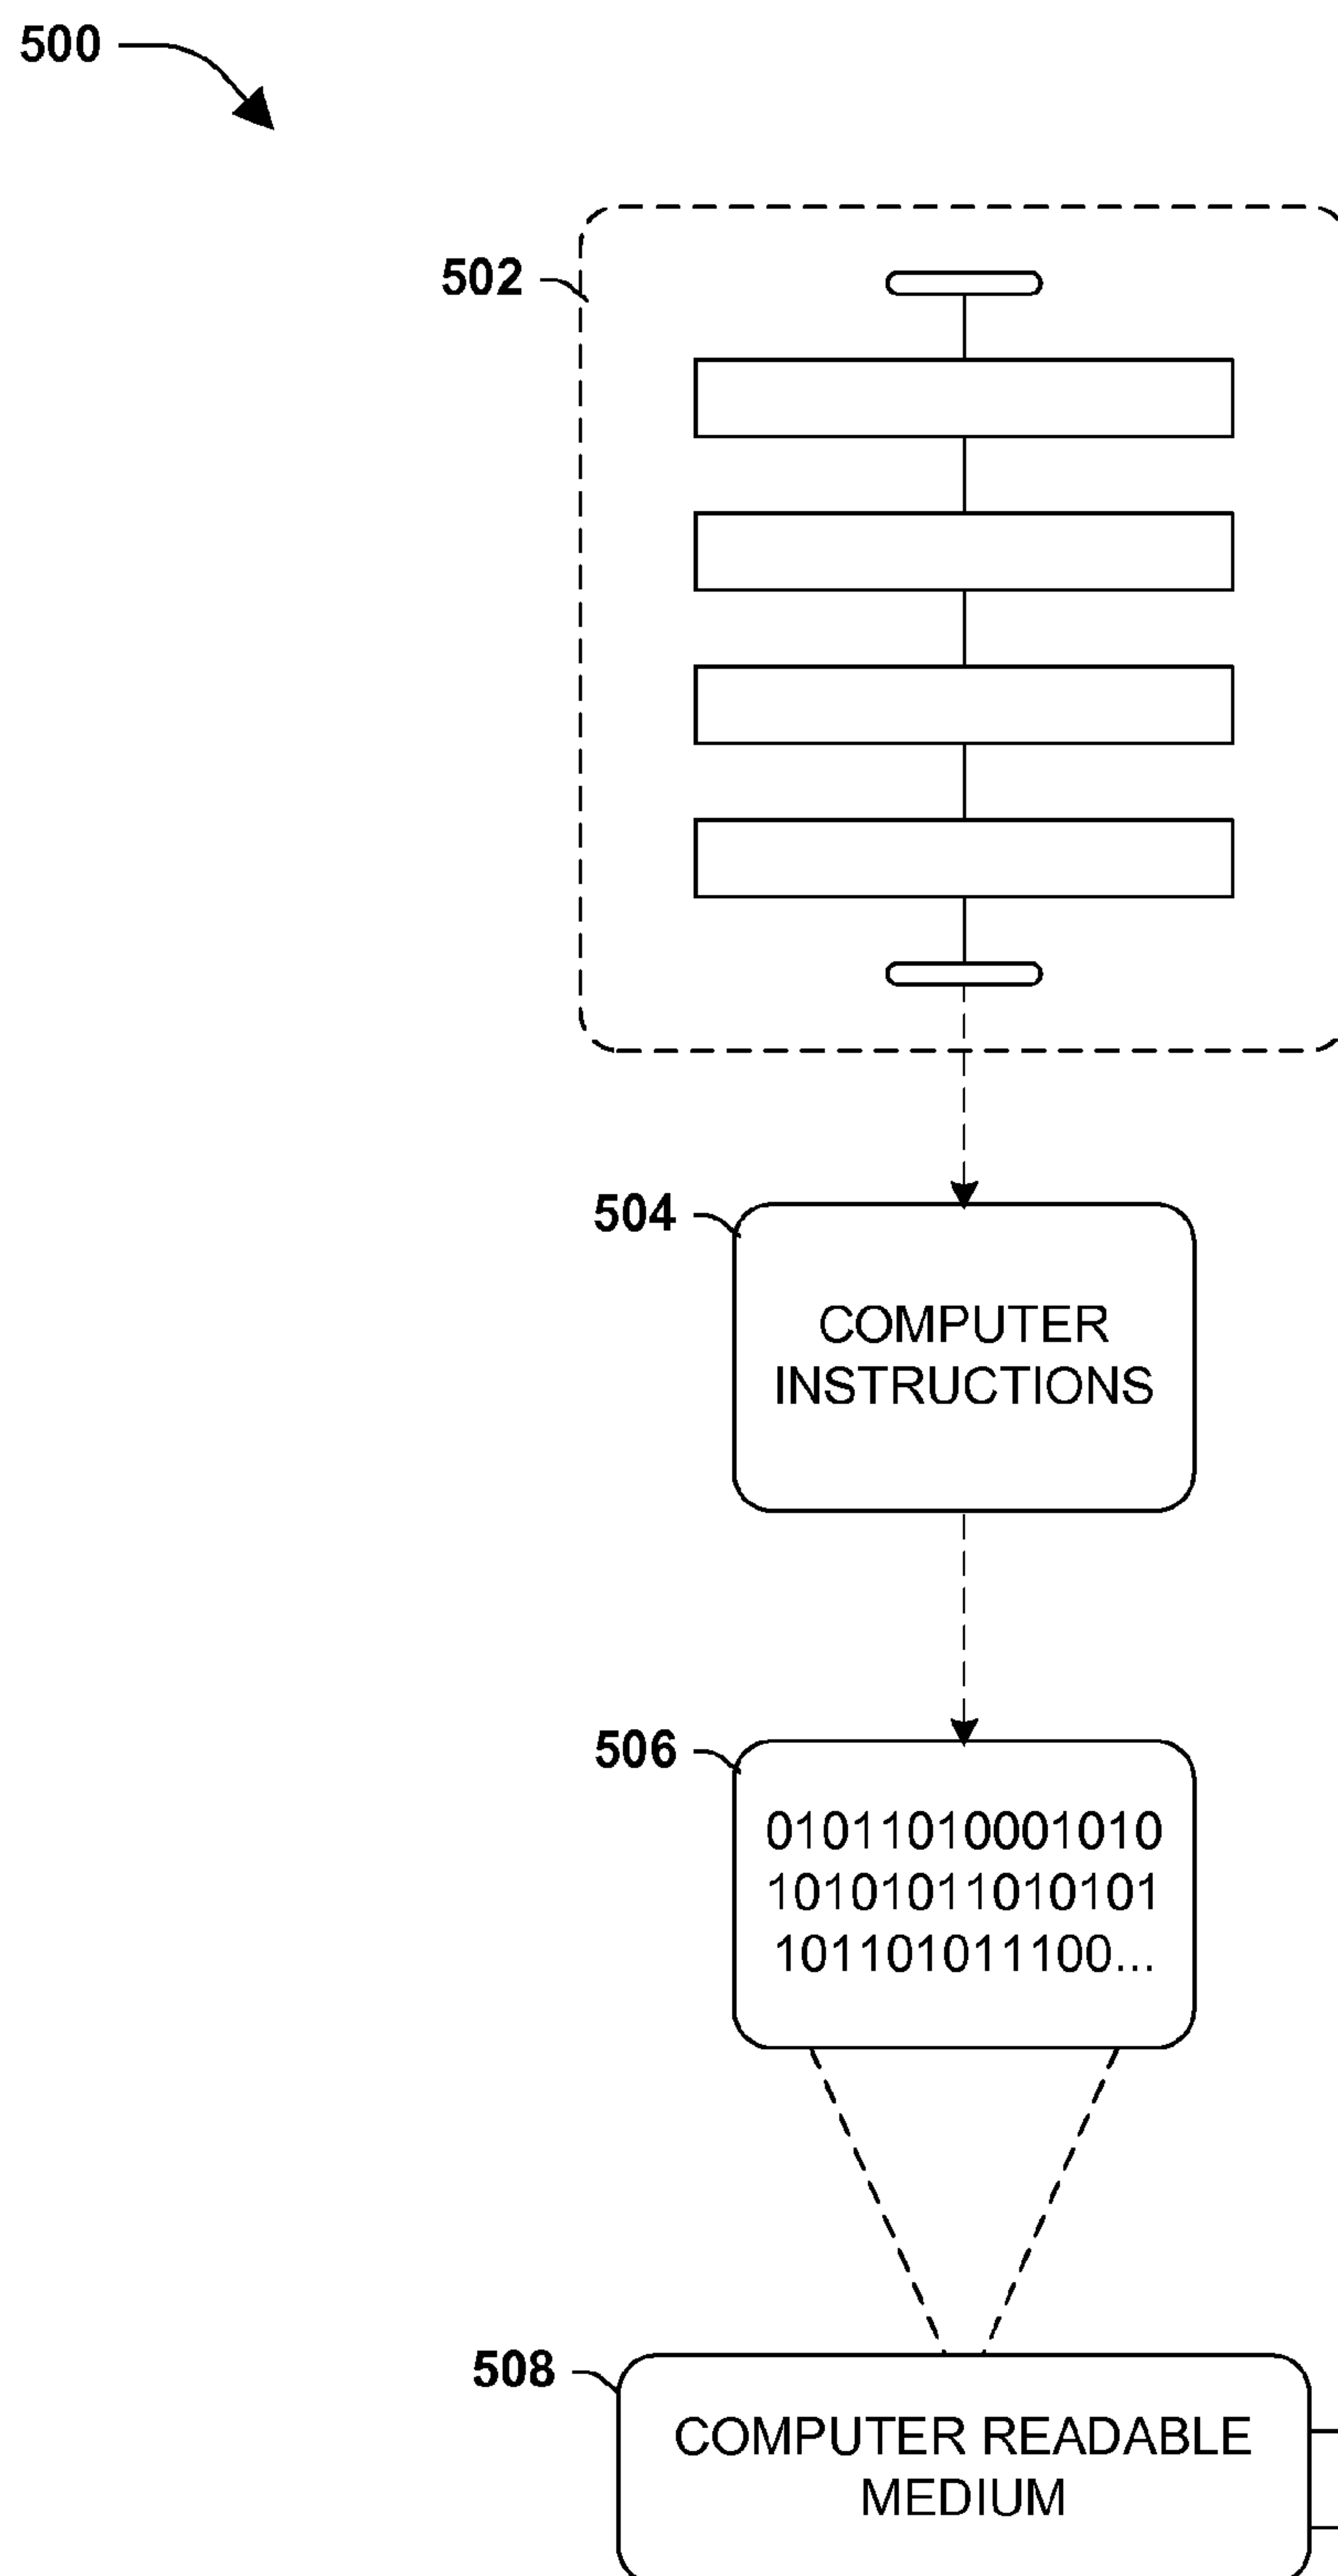 500
502
504
COMPUTER
INSTRUCTIONS
506
01011010001010
10101011010101
101101011100...
508
COMPUTER READABLE
MEDIUM